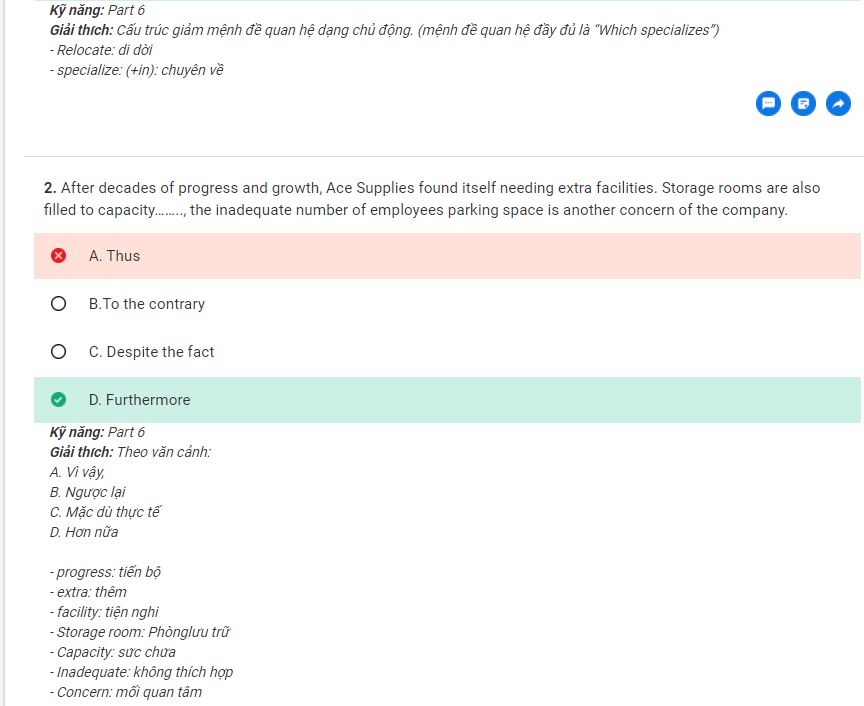 Kỹ năng: Part 6
Giải thích: Cấu trúc giảm mệnh đề quan hệ dạng chủ động. (mệnh đề quan hệ đầy đủ là “Which specializes”)
- Relocate: di dời
- specialize: (+in): chuyên về
2. After decades of progress and growth, Ace Supplies found itself needing extra facilities. Storage rooms are also
filled to capacity........, the inadequate number of employees parking space is another concern of the company.
A. Thus
B.To the contrary
C. Despite the fact
D. Furthermore
Kỹ năng: Part 6
Giải thích: Theo văn cảnh:
A. Vì vậy,
B. Ngược lại
C. Mặc dù thực tế
D. Hơn nữa
- progress: tiến bộ
- extra: thêm
- facility: tiện nghi
- Storage room: Phònglưu trữ
- Capacity: sức chứa
- Inadequate: không thích hợp
- Concern: mối quan tâm